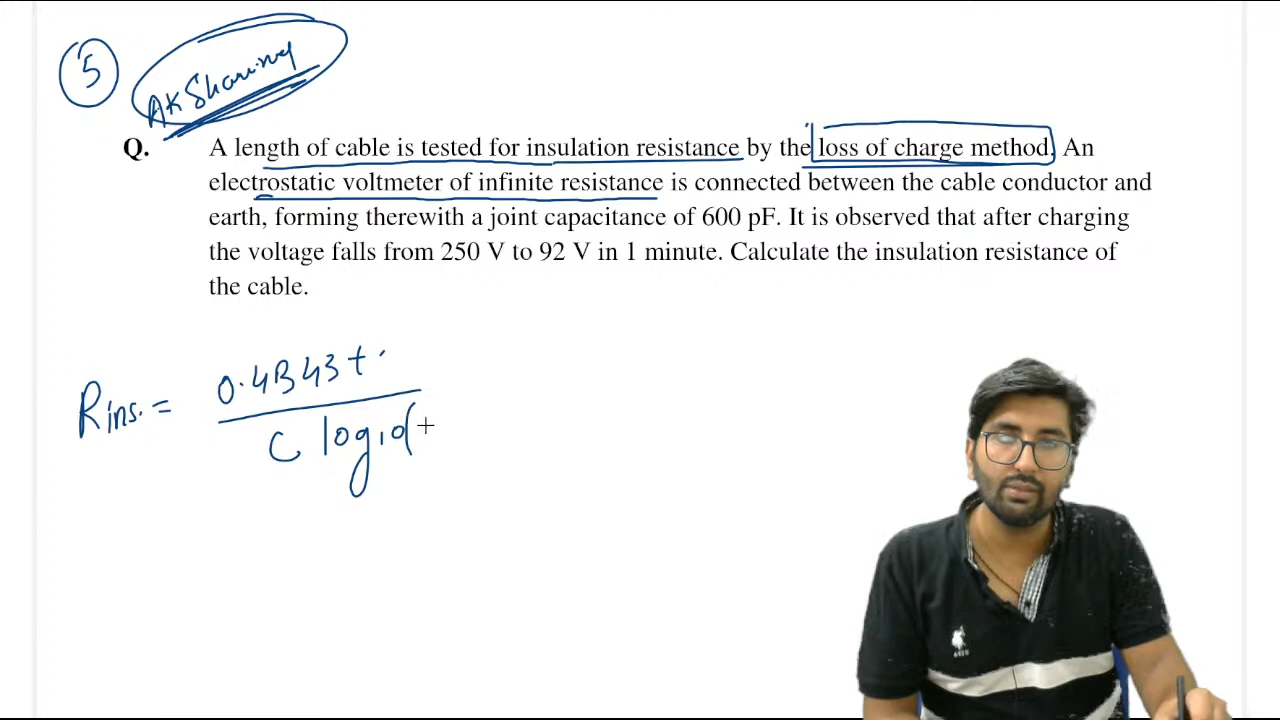 5
AK Sharing
Q. A length of cable is tested for insulation resistance by the loss of charge method. An
electrostatic voltmeter of infinite resistance is connected between the cable conductor and
earth, forming therewith a joint capacitance of 600 pF. It is observed that after charging
the voltage falls from 250 V to 92 V in 1 minute. Calculate the insulation resistance of
the cable.
Rins. = 0.4343 t
C log10(